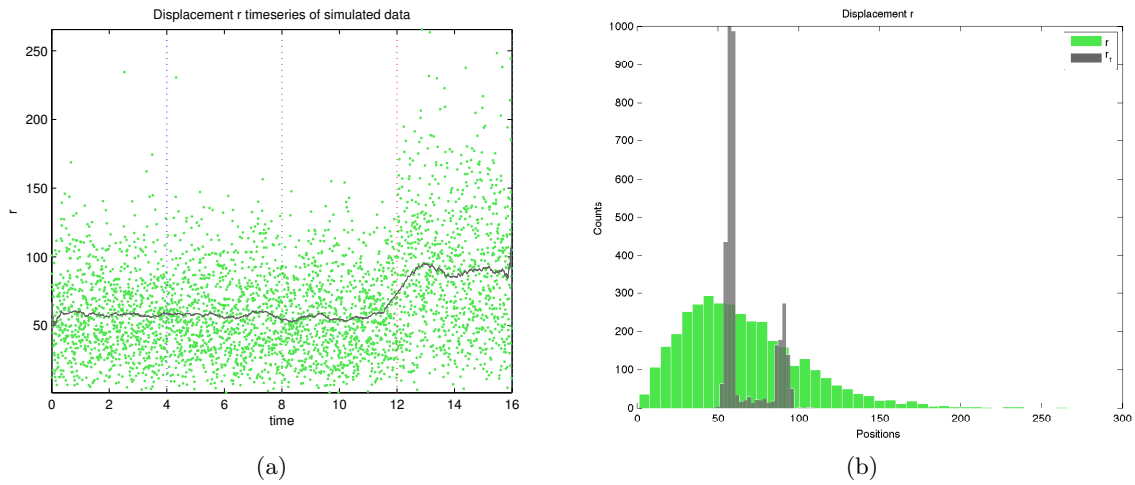 Displacement r timeseries of simulated data
250
200
150
100
50
r
0 2 4 6 8 10 12 14 16
time
(a)
Displacement r
1000
900
800
700
600
500
400
300
200
100
0
Counts
r
0 50 100 150 200 250 300
Positions
(b)